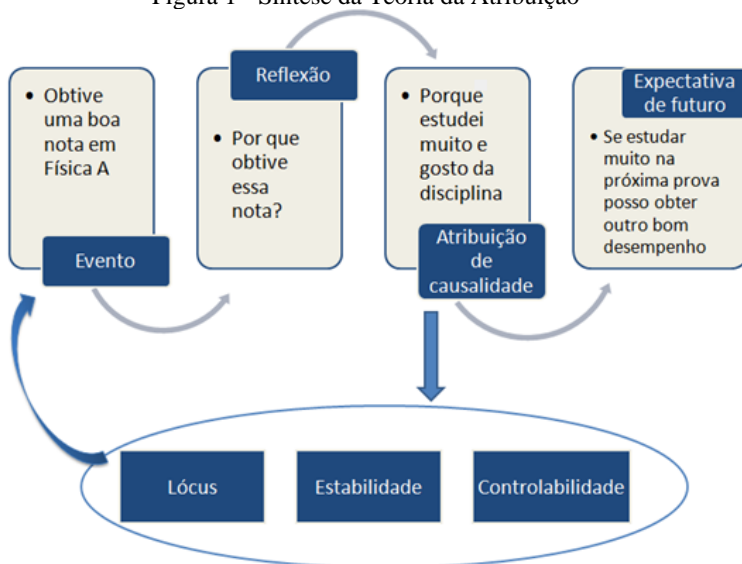 Figura 1 - Síntese da Teoria da Atribuição
• Obtive
uma boa
nota em
Física A
Evento
Reflexão
• Por que
obtive
essa
nota?
• Porque
estudei
muito e
gosto da
disciplina
Atribuição
de
causalidade
Expectativa
de futuro
• Se estudar
muito na
próxima prova
posso obter
outro bom
desempenho
Lócus
Estabilidade
Controlabilidade